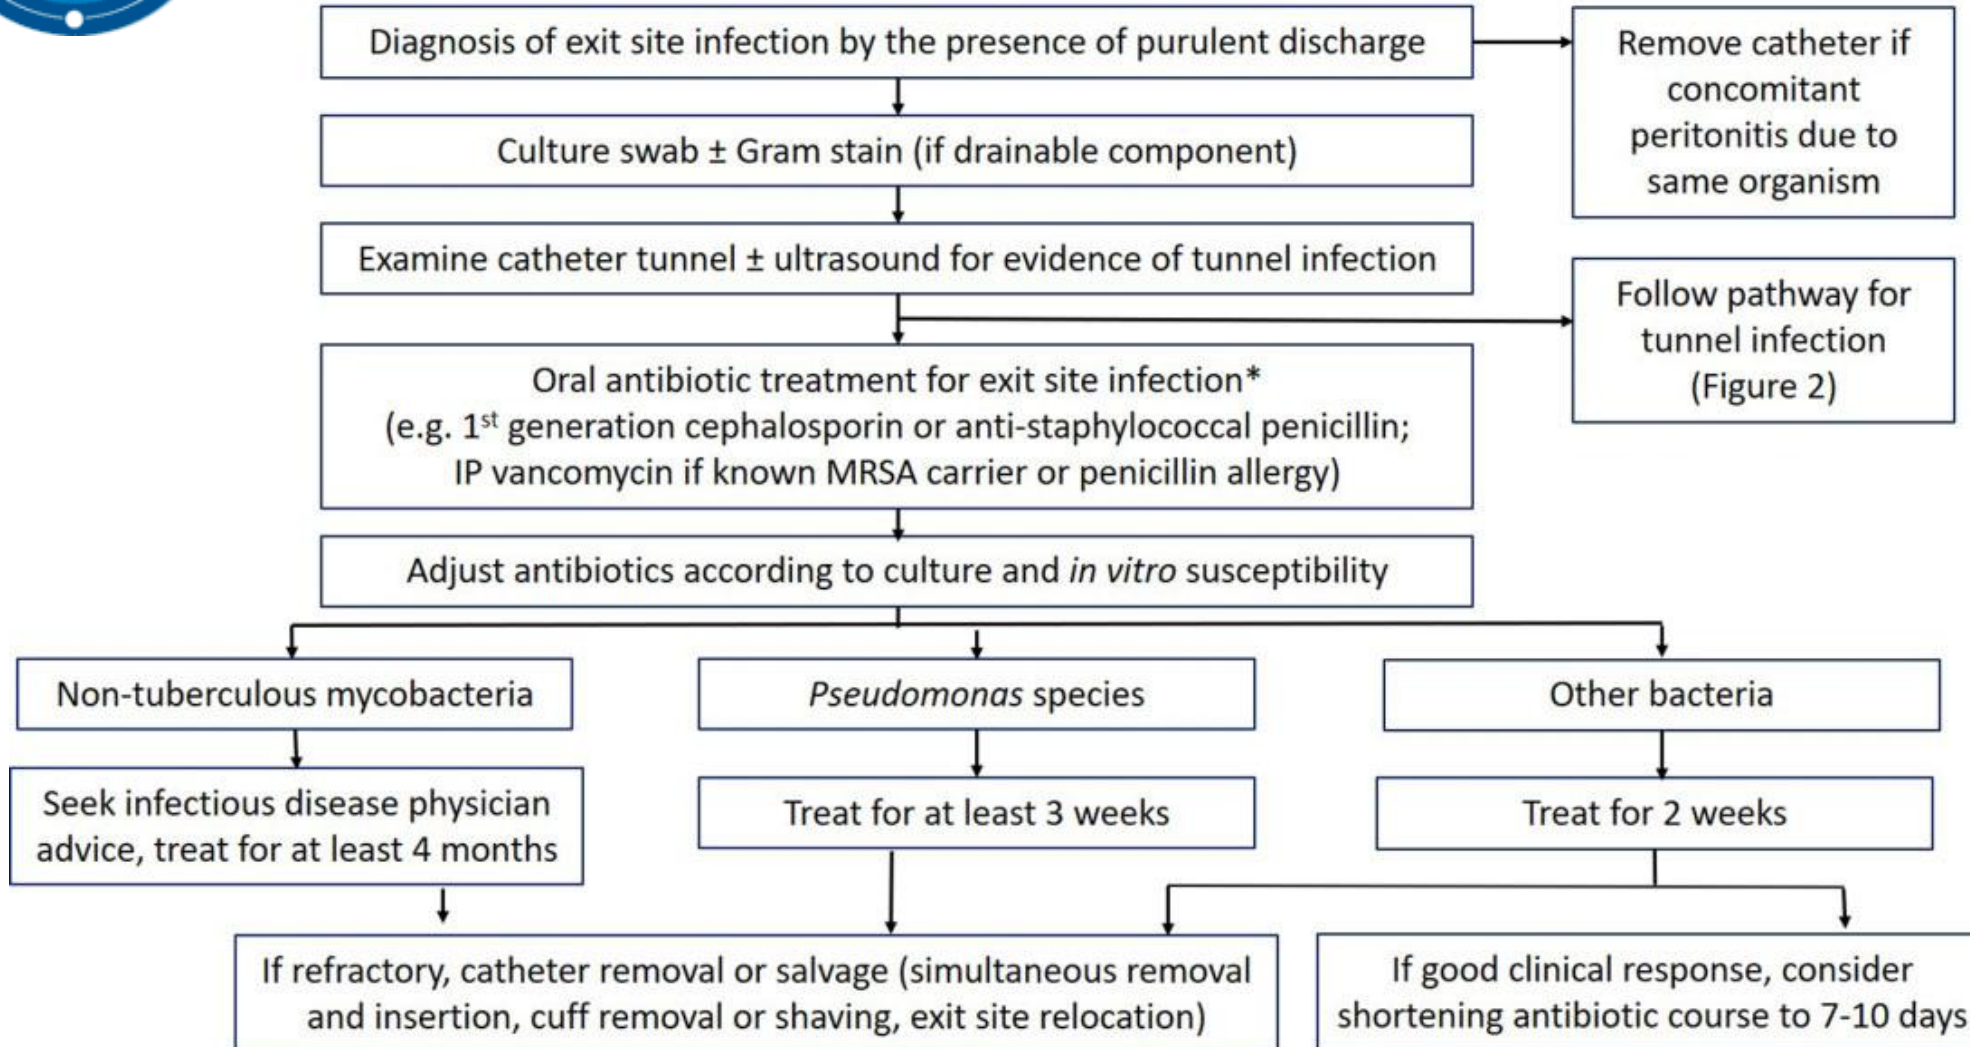 Diagnosis of exit site infection by the presence of purulent discharge
Remove catheter if
concomitant
peritonitis due to
same organism
Culture swab ± Gram stain (if drainable component)
Examine catheter tunnel ± ultrasound for evidence of tunnel infection
Follow pathway for
tunnel infection
(Figure 2)
Oral antibiotic treatment for exit site infection*
(e.g. 1st generation cephalosporin or anti-staphylococcal penicillin;
IP vancomycin if known MRSA carrier or penicillin allergy)
Adjust antibiotics according to culture and in vitro susceptibility
Non-tuberculous mycobacteria
Pseudomonas species
Other bacteria
Seek infectious disease physician
advice, treat for at least 4 months
Treat for at least 3 weeks
Treat for 2 weeks
If refractory, catheter removal or salvage (simultaneous removal
and insertion, cuff removal or shaving, exit site relocation)
If good clinical response, consider
shortening antibiotic course to 7-10 days